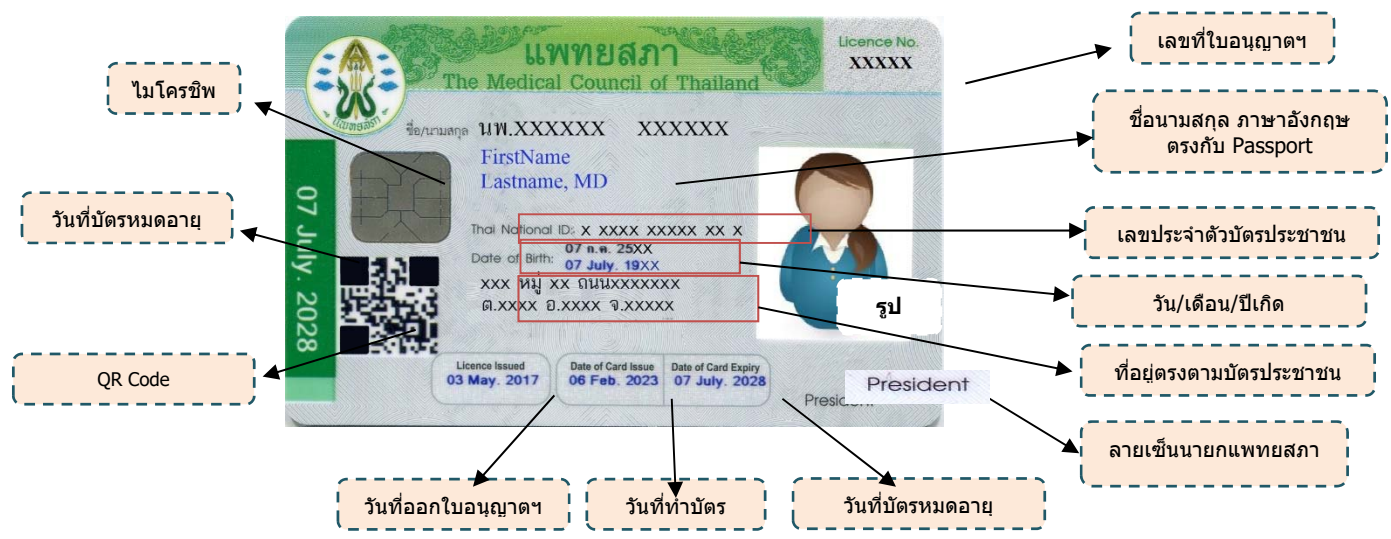 แพทยสภา
The Medical Council of Thailand
Licence No.
XXXXX
เลขที่ใบอนุญาตฯ
ไมโครชิพ
แพทยสภา
ชื่อ/นามสกุล นพ.XXXXXX XXXXXX
FirstName
Lastname, MD
ชื่อนามสกุล ภาษาอังกฤษ
ตรงกับ Passport
วันที่บัตรหมดอายุ
07 July. 2028
Thai National ID: X XXXX XXXXX XX X
เลขประจำตัวบัตรประชาชน
07 ก.ค. 25XX
Date of Birth: 07 July. 19XX
วัน/เดือน/ปีเกิด
xxx หมู่ xx ถนนxxxxxxx
ต.xxxx อ.xxxx จ.xxxxx
รูป
QR Code
ที่อยู่ตรงตามบัตรประชาชน
Licence Issued
03 May. 2017
Date of Card Issue
06 Feb. 2023
Date of Card Expiry
07 July. 2028
President
President
ลายเซ็นนายกแพทยสภา
วันที่ออกใบอนุญาตฯ
วันที่ทำบัตร
วันที่บัตรหมดอายุ